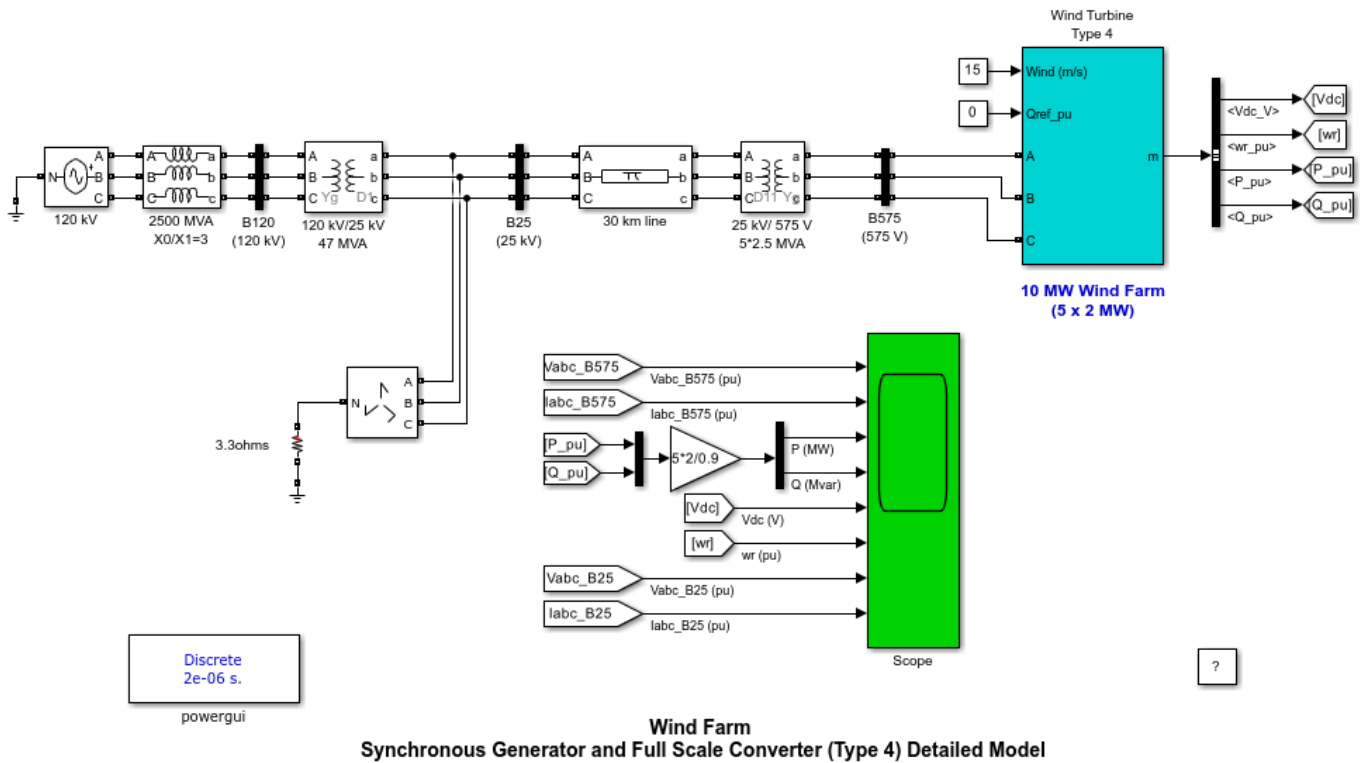 Wind Turbine
Type 4
15
Wind (m/s)
0
Qref_pu
A
B
C
m
<Vdc_V>
[Vdc]
<wr_pu>
[wr]
<P_pu>
[P_pu]
<Q_pu>
[Q_pu]
10 MW Wind Farm
(5 x 2 MW)
N
A
B
C
120 kV
A
B
C
a
b
c
2500 MVA
X0/X1=3
B120
(120 kV)
A
B
C
Yg
D1
a
b
c
120 kV/25 kV
47 MVA
B25
(25 kV)
A
B
C
a
b
c
30 km line
A
B
C
D11
Yg
a
b
c
25 kV/ 575 V
5*2.5 MVA
B575
(575 V)
N
A
B
C
3.3ohms
Vabc_B575
Vabc_B575 (pu)
Iabc_B575
Iabc_B575 (pu)
[P_pu]
[Q_pu]
5*2/0.9
P (MW)
Q (Mvar)
[Vdc]
Vdc (V)
[wr]
wr (pu)
Vabc_B25
Vabc_B25 (pu)
Iabc_B25
Iabc_B25 (pu)
Scope
Discrete
2e-06 s.
powergui
?
Wind Farm
Synchronous Generator and Full Scale Converter (Type 4) Detailed Model